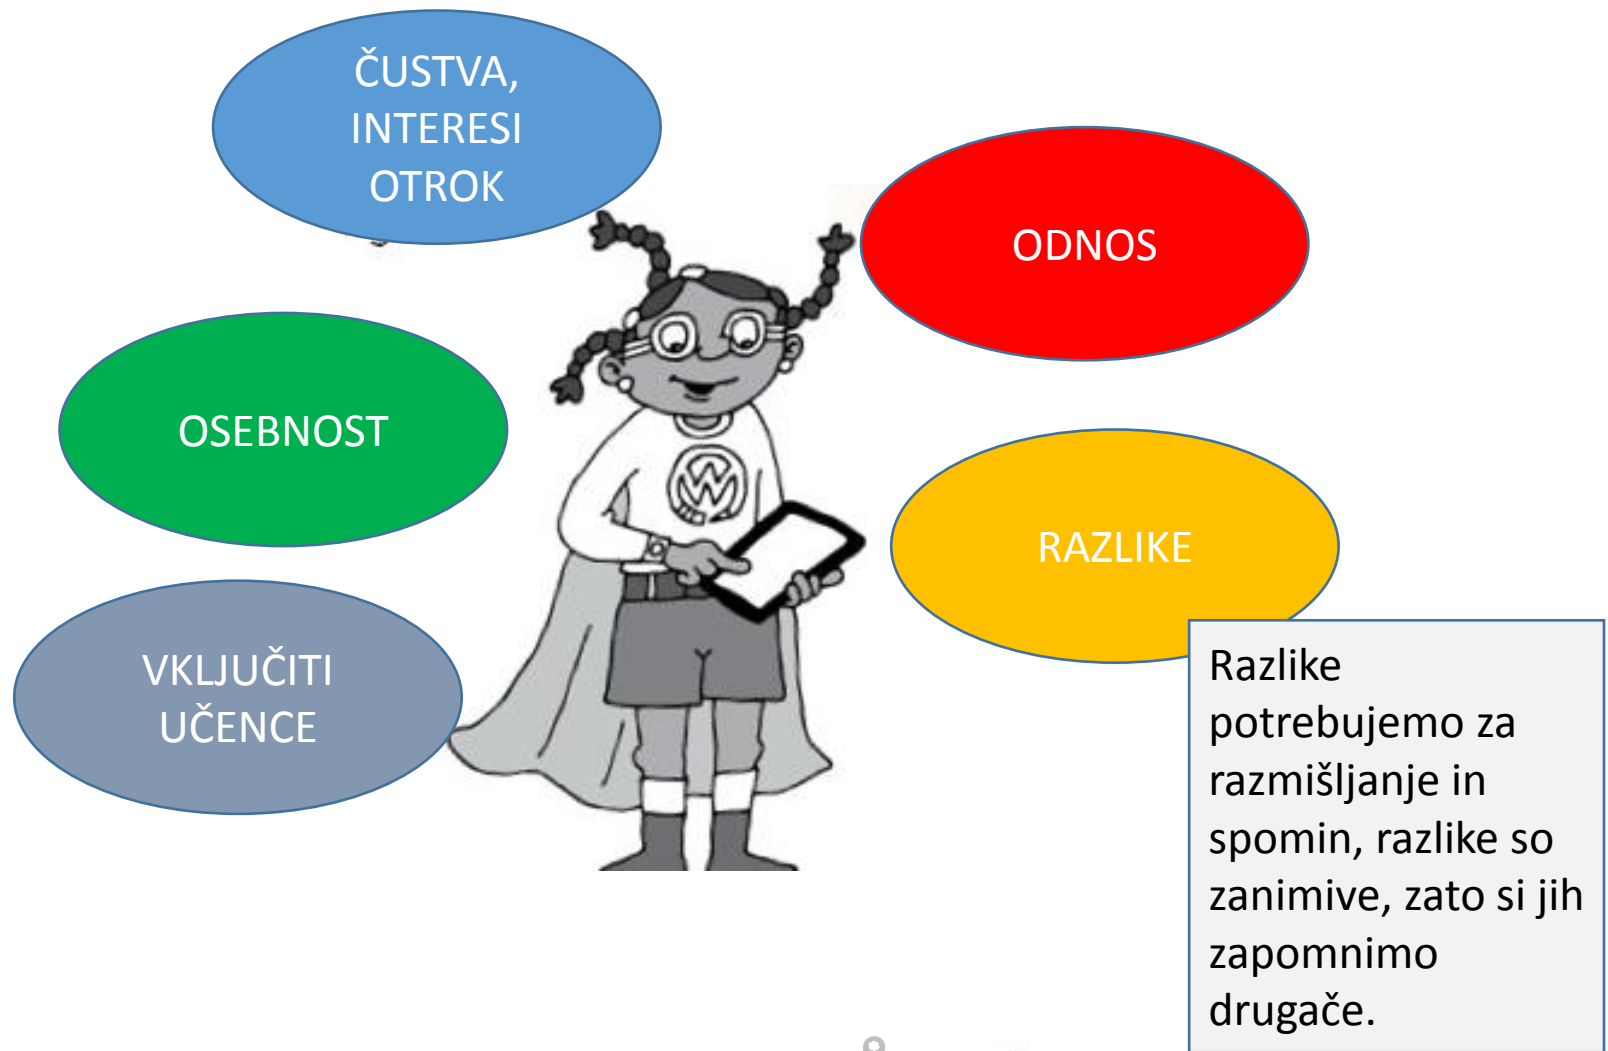 ČUSTVA,
INTERESI
OTROK
ODNOS
OSEBNOST
RAZLIKE
VKLJUČITI
UČENCE
Razlike
potrebujemo za
razmišljanje in
spomin, razlike so
zanimive, zato si jih
zapomnimo
drugače.